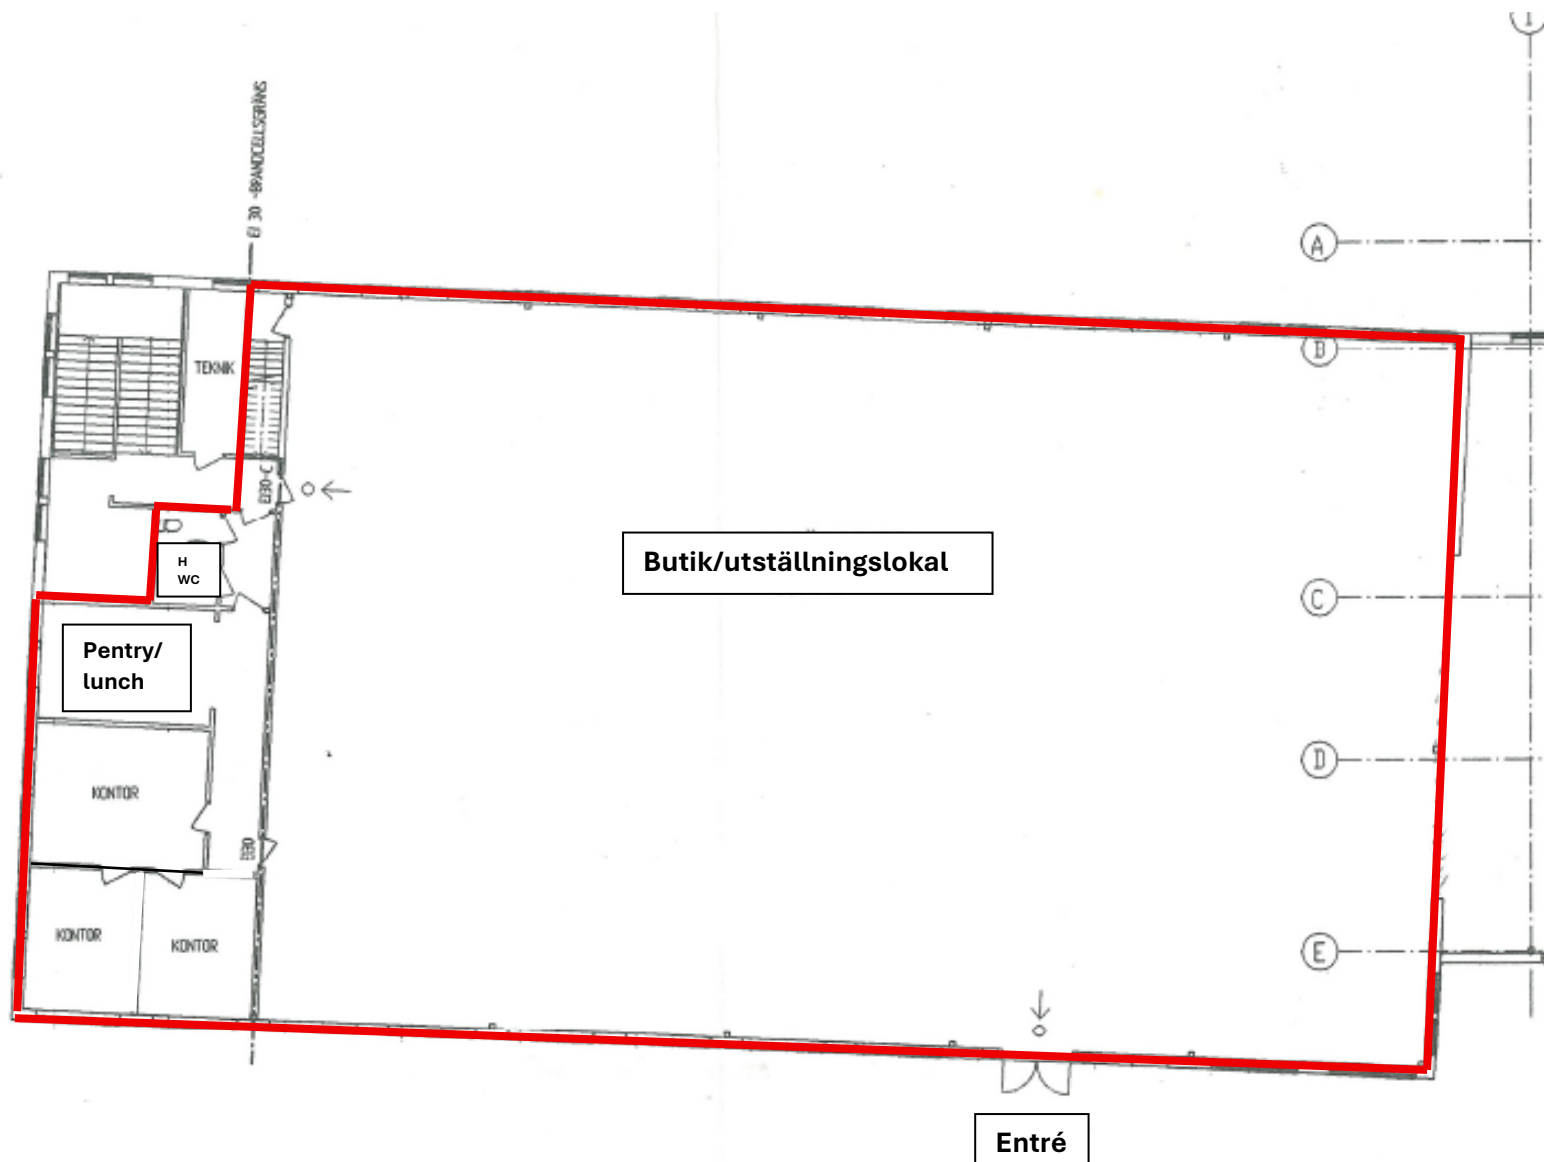 I
EI 30 -BRANDCELLSGRÄNS
A
B
TEKNIK
EI30-C
Butik/utställningslokal
H
WC
C
Pentry/
lunch
D
KONTOR
EI30
KONTOR
KONTOR
E
Entré